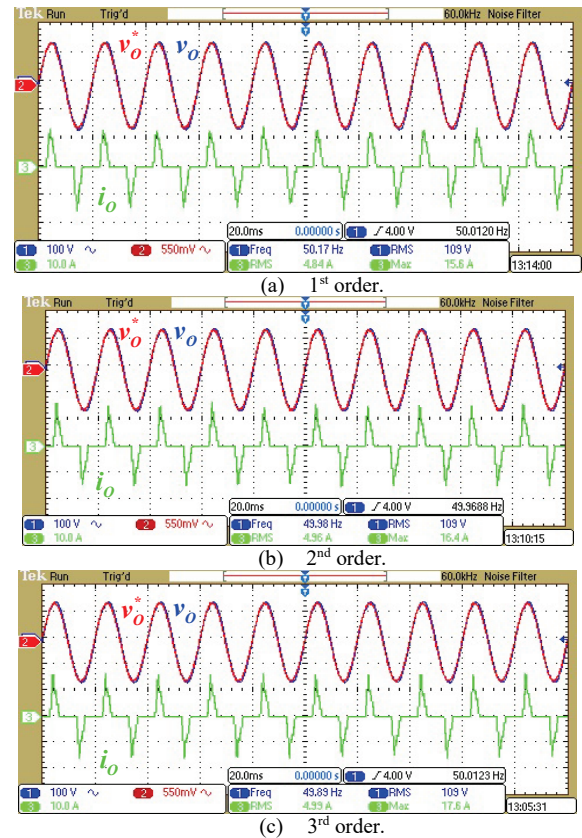 Tek Run Trig'd 60.0kHz Noise Filter
v*O vO
2
3
iO
20.0ms 0.00000 s 1 4.00 V 50.0120 Hz
1 100 V 2 550mV 1 Freq 50.17 Hz 1 RMS 109 V
3 10.0 A 3 RMS 4.84 A 3 Max 15.6 A 13:14:00
(a) 1st order.
Tek Run Trig'd 60.0kHz Noise Filter
v*O vO
2
3
iO
20.0ms 0.00000 s 1 4.00 V 49.9688 Hz
1 100 V 2 550mV 1 Freq 49.98 Hz 1 RMS 109 V
3 10.0 A 3 RMS 4.96 A 3 Max 16.4 A 13:10:15
(b) 2nd order.
Tek Run Trig'd 60.0kHz Noise Filter
v*O vO
2
3
iO
20.0ms 0.00000 s 1 4.00 V 50.0123 Hz
1 100 V 2 550mV 1 Freq 49.89 Hz 1 RMS 109 V
3 10.0 A 3 RMS 4.99 A 3 Max 17.6 A 13:05:31
(c) 3rd order.